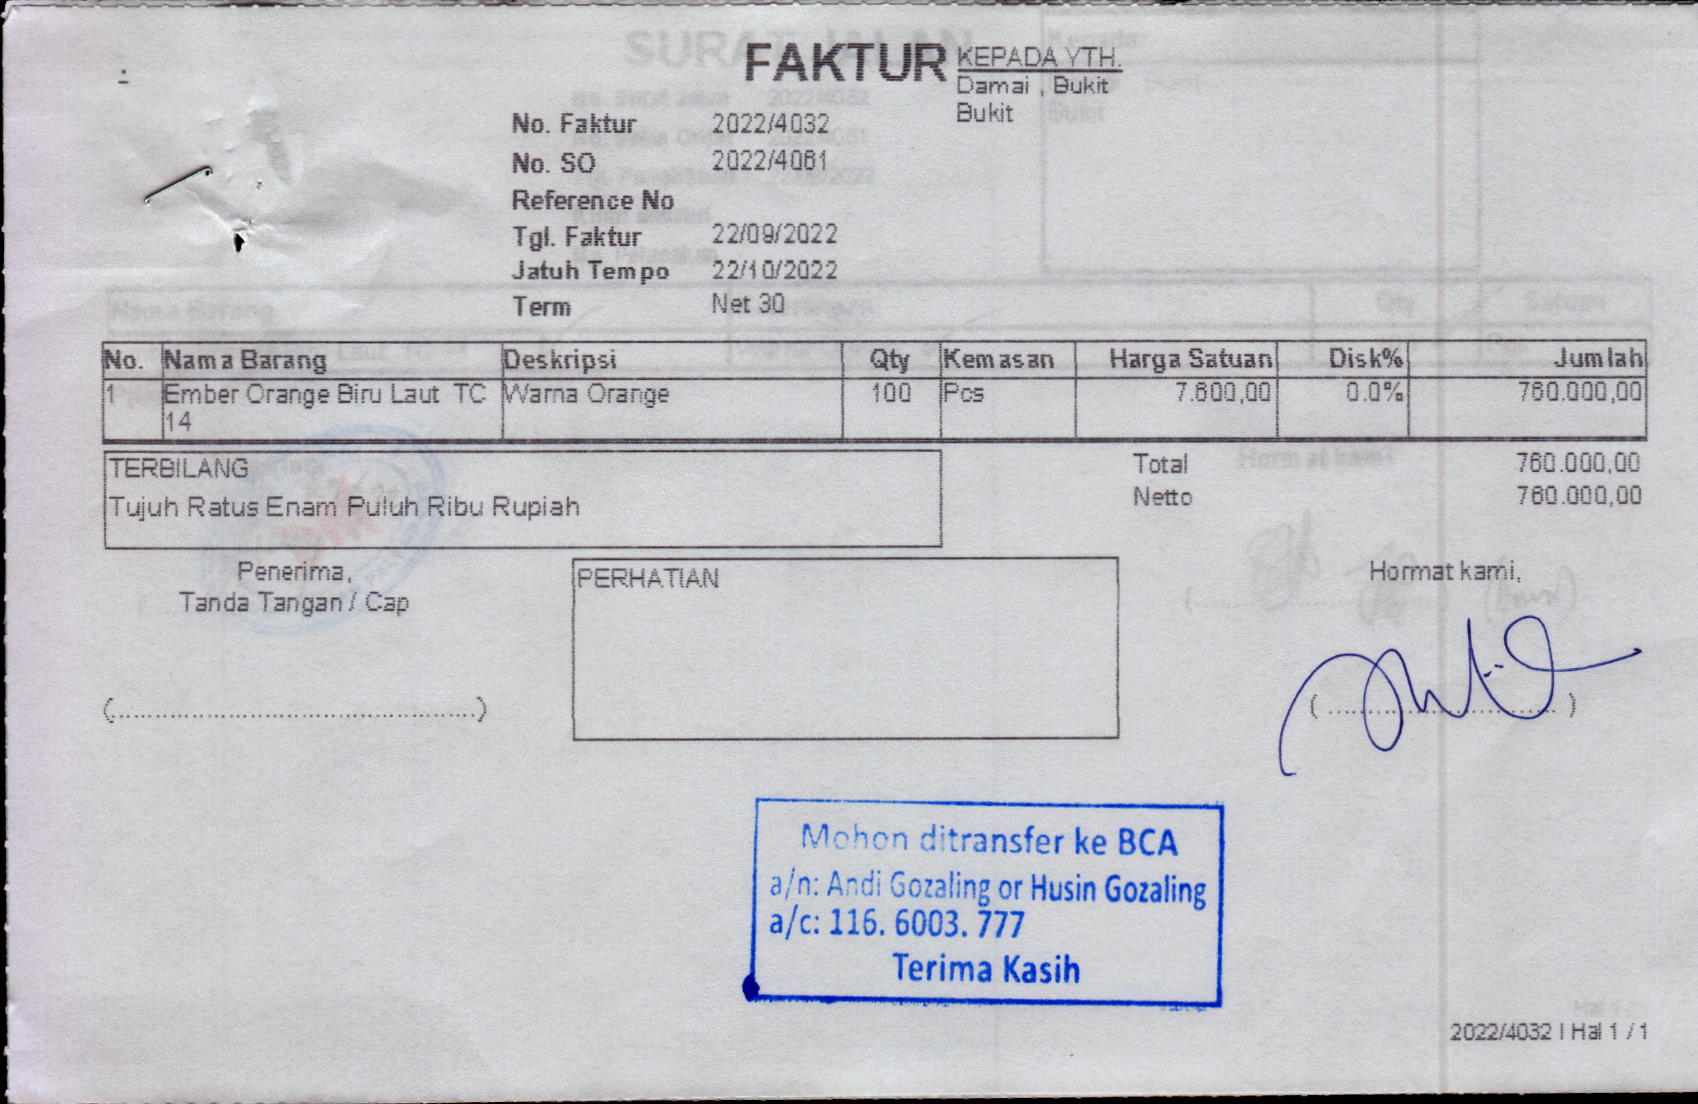 FAKTUR
KEPADA YTH.
Damai , Bukit
Bukit
No. Faktur 2022/4032
No. SO 2022/4061
Reference No
Tgl. Faktur 22/09/2022
Jatuh Tempo 22/10/2022
Term Net 30
No. Nama Barang Deskripsi Qty Kemasan Harga Satuan Disk% Jumlah
1 Ember Orange Biru Laut TC Warna Orange 100 Pcs 7.600,00 0.0% 760.000,00
14
TERBILANG
Tujuh Ratus Enam Puluh Ribu Rupiah
Total 760.000,00
Netto 760.000,00
Penerima,
Tanda Tangan / Cap
(................................................)
PERHATIAN
Hormat kami,
(................................)
Mohon ditransfer ke BCA
a/n: Andi Gozaling or Husin Gozaling
a/c: 116. 6003. 777
Terima Kasih
2022/4032 | Hal 1 / 1